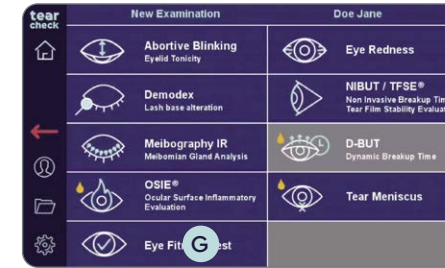 tear
check
New Examination
Doe Jane
Abortive Blinking
Eyelid Tonicity
Eye Redness
Demodex
Lash base alteration
NIBUT / TFSE®
Non Invasive Breakup Tim
Tear Film Stability Evaluat
Meibography IR
Meibomian Gland Analysis
D-BUT
Dynamic Breakup Time
OSIE®
Ocular Surface Inflammatory
Evaluation
Tear Meniscus
Eye Fit
G
est